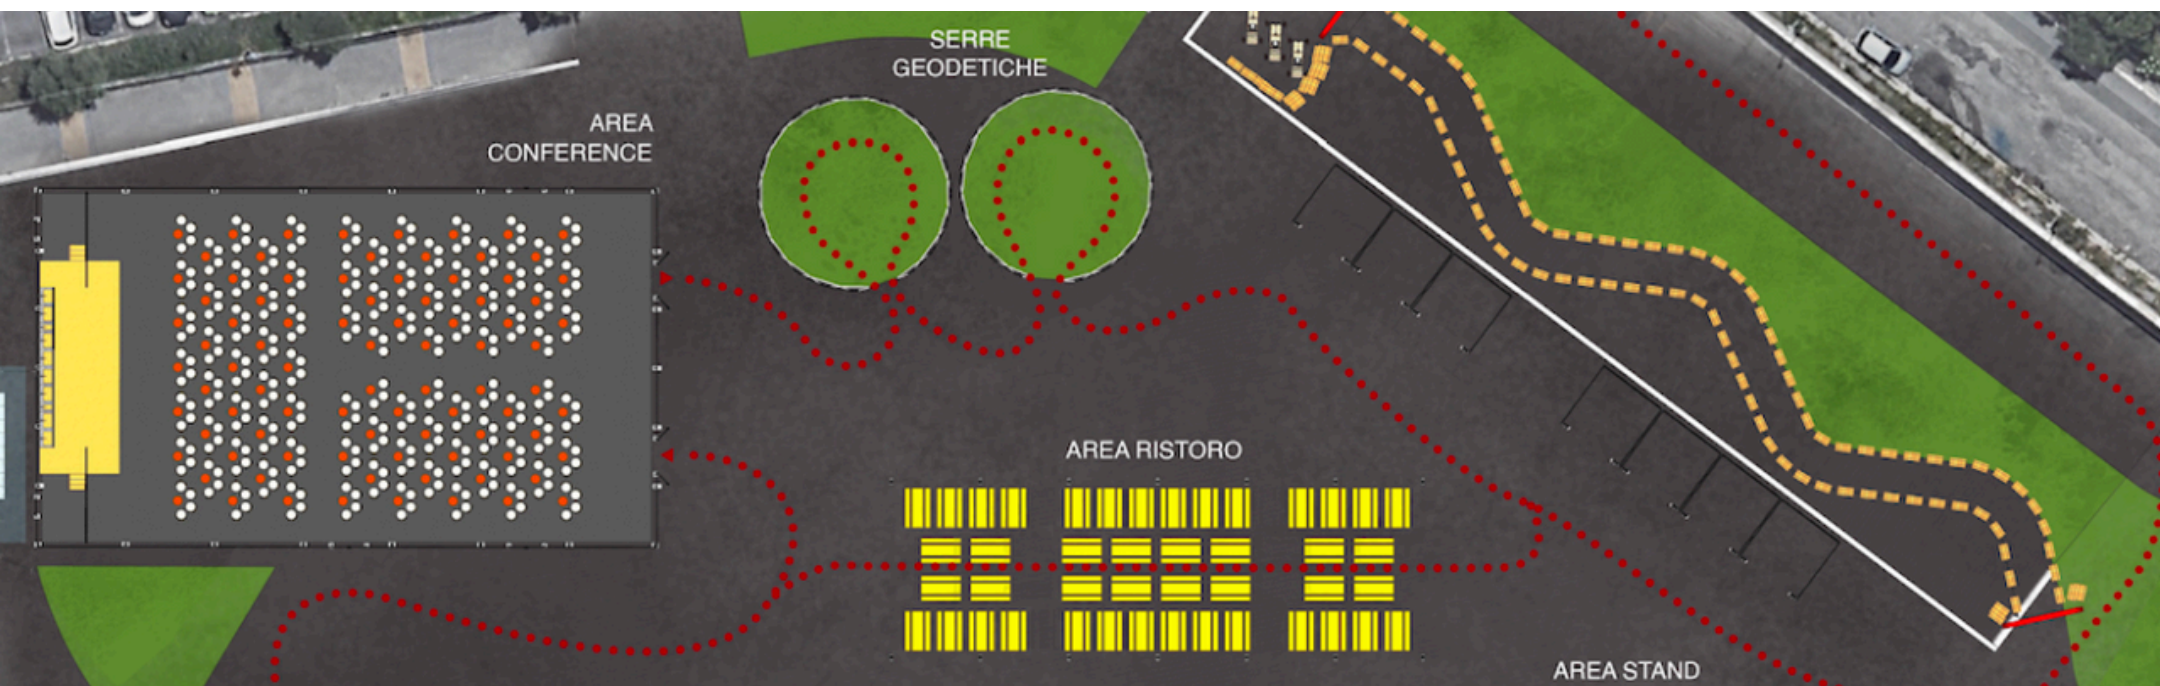 SERRE
GEODETICHE
AREA
CONFERENCE
AREA RISTORO
AREA STAND